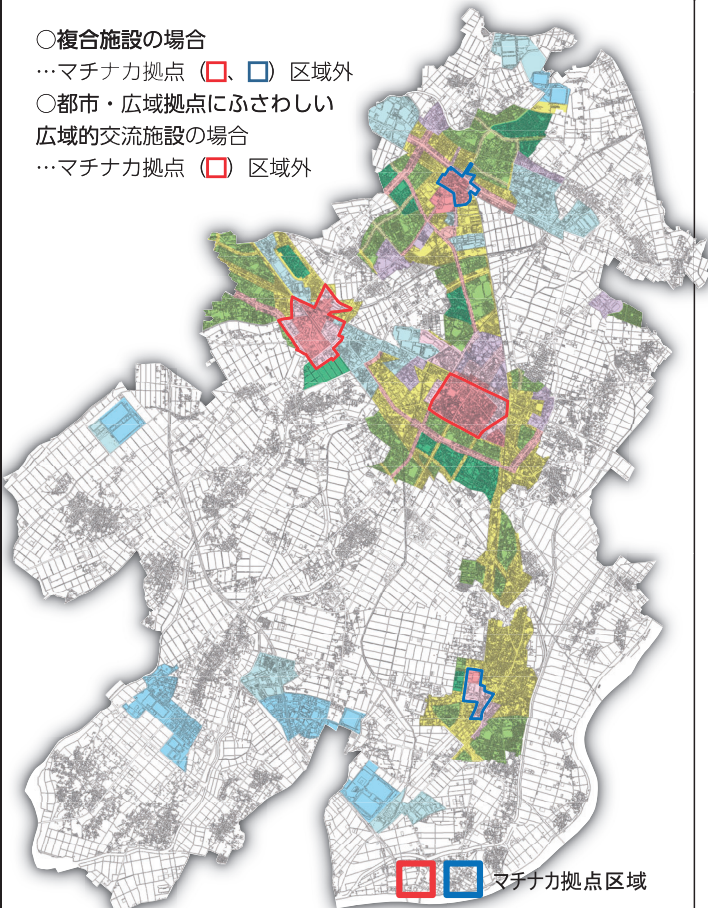 ○複合施設の場合
…マチナカ拠点（□、□）区域外
○都市・広域拠点にふさわしい
広域的交流施設の場合
…マチナカ拠点（□）区域外
マチナカ拠点区域